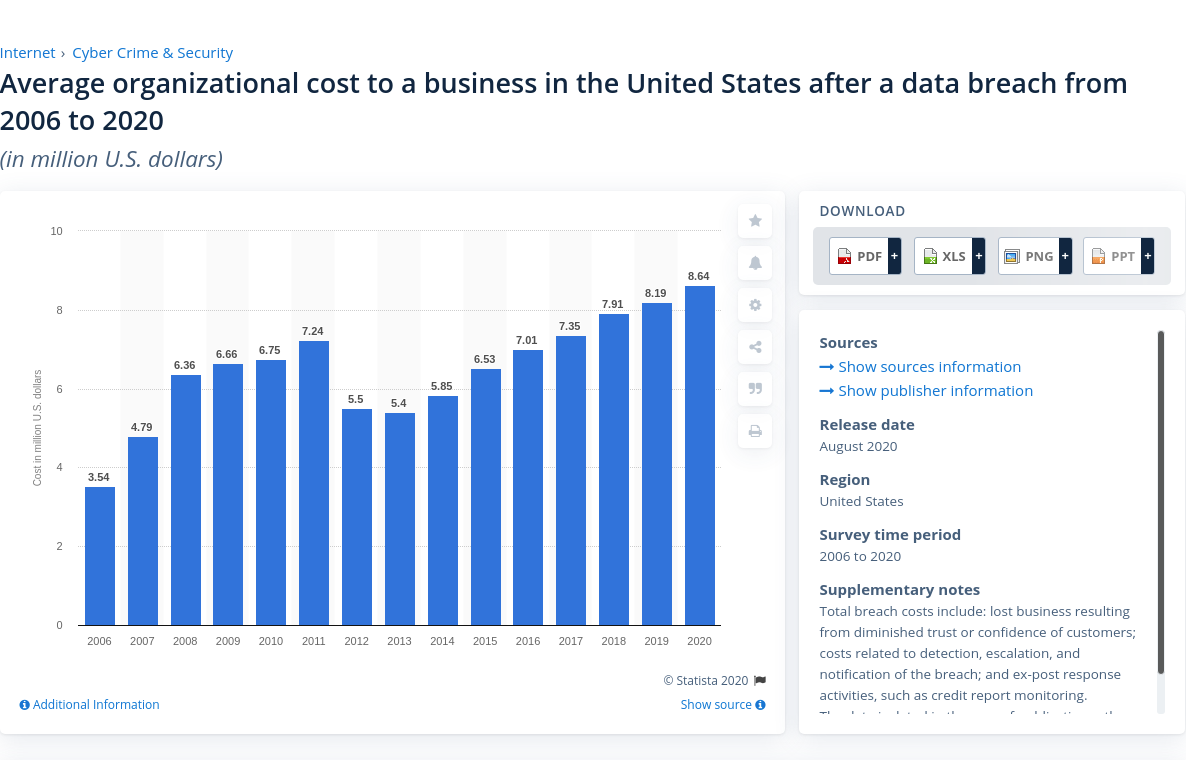 Internet › Cyber Crime & Security
Average organizational cost to a business in the United States after a data breach from
2006 to 2020
(in million U.S. dollars)
Cost in million U.S. dollars
10
8
6
4
2
0
3.54
4.79
6.36
6.66
6.75
7.24
5.5
5.4
5.85
6.53
7.01
7.35
7.91
8.19
8.64
2006 2007 2008 2009 2010 2011 2012 2013 2014 2015 2016 2017 2018 2019 2020
© Statista 2020
Additional Information
Show source
DOWNLOAD
PDF + XLS + PNG + PPT +
Sources
Show sources information
Show publisher information
Release date
August 2020
Region
United States
Survey time period
2006 to 2020
Supplementary notes
Total breach costs include: lost business resulting
from diminished trust or confidence of customers;
costs related to detection, escalation, and
notification of the breach; and ex-post response
activities, such as credit report monitoring.